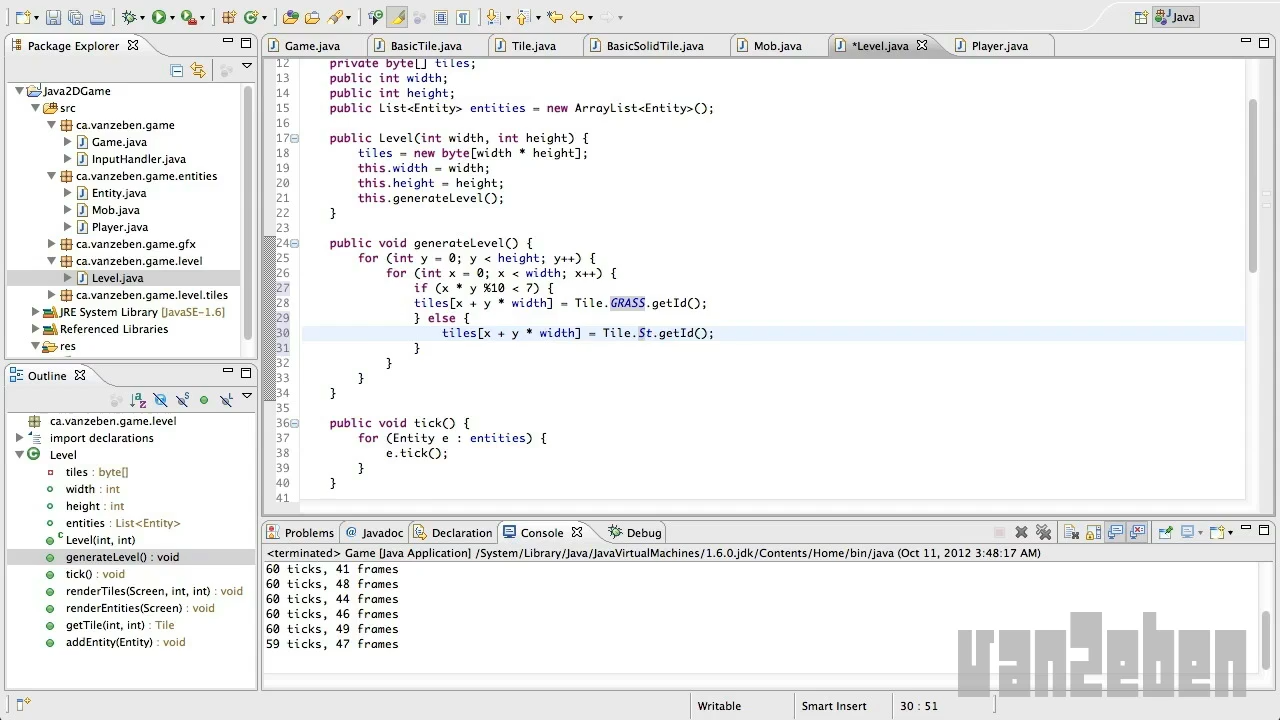 Java
Package Explorer
Java2DGame
src
ca.vanzeben.game
Game.java
InputHandler.java
ca.vanzeben.game.entities
Entity.java
Mob.java
Player.java
ca.vanzeben.game.gfx
ca.vanzeben.game.level
Level.java
ca.vanzeben.game.level.tiles
JRE System Library [JavaSE-1.6]
Referenced Libraries
res
Outline
ca.vanzeben.game.level
import declarations
Level
tiles : byte[]
width : int
height : int
entities : List<Entity>
Level(int, int)
generateLevel() : void
tick() : void
renderTiles(Screen, int, int) : void
renderEntities(Screen) : void
getTile(int, int) : Tile
addEntity(Entity) : void
Game.java BasicTile.java Tile.java BasicSolidTile.java Mob.java *Level.java Player.java
12 private byte[] tiles;
13 public int width;
14 public int height;
15 public List<Entity> entities = new ArrayList<Entity>();
16
17 public Level(int width, int height) {
18 tiles = new byte[width * height];
19 this.width = width;
20 this.height = height;
21 this.generateLevel();
22 }
23
24 public void generateLevel() {
25 for (int y = 0; y < height; y++) {
26 for (int x = 0; x < width; x++) {
27 if (x * y %10 < 7) {
28 tiles[x + y * width] = Tile.GRASS.getId();
29 } else {
30 tiles[x + y * width] = Tile.St.getId();
31 }
32 }
33 }
34 }
35
36 public void tick() {
37 for (Entity e : entities) {
38 e.tick();
39 }
40 }
41
Problems Javadoc Declaration Console Debug
<terminated> Game [Java Application] /System/Library/Java/JavaVirtualMachines/1.6.0.jdk/Contents/Home/bin/java (Oct 11, 2012 3:48:17 AM)
60 ticks, 41 frames
60 ticks, 48 frames
60 ticks, 44 frames
60 ticks, 46 frames
60 ticks, 49 frames
59 ticks, 47 frames
vanZeben
Writable Smart Insert 30 : 51